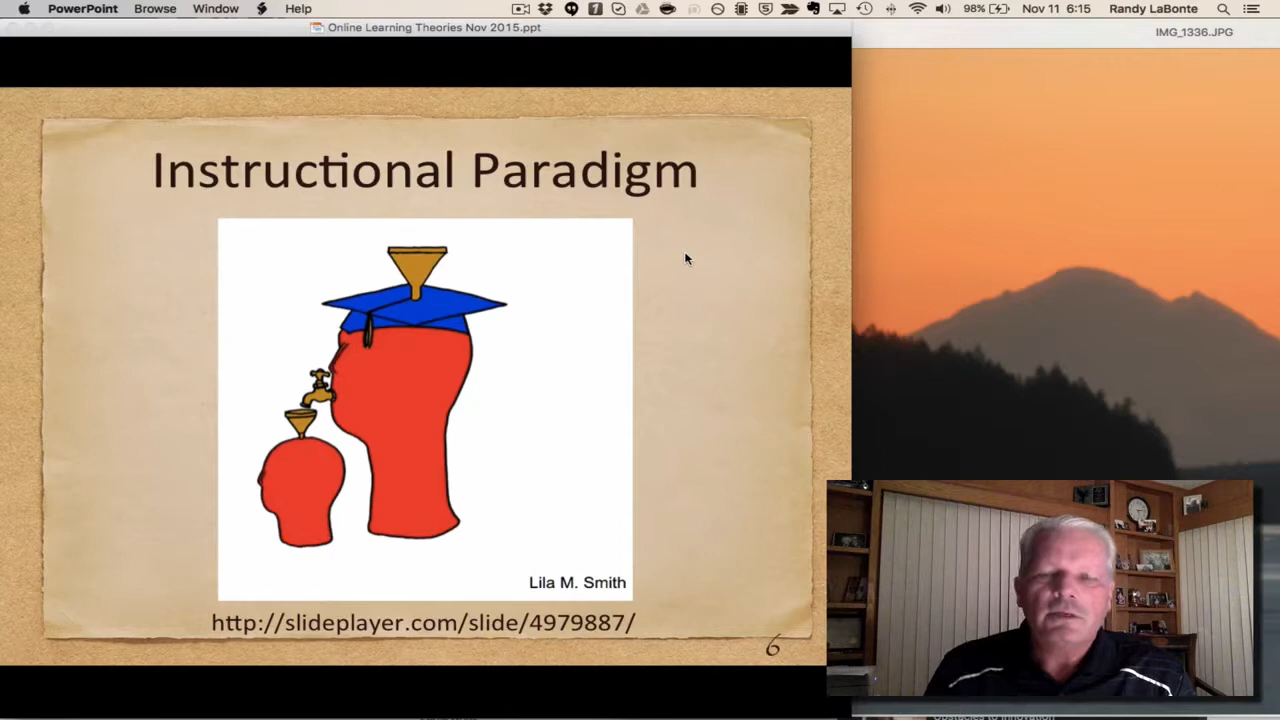 PowerPoint Browse Window Help 98% Nov 11 6:15 Randy LaBonte
Online Learning Theories Nov 2015.ppt
IMG_1336.JPG
Instructional Paradigm
Lila M. Smith
http://slideplayer.com/slide/4979887/
6